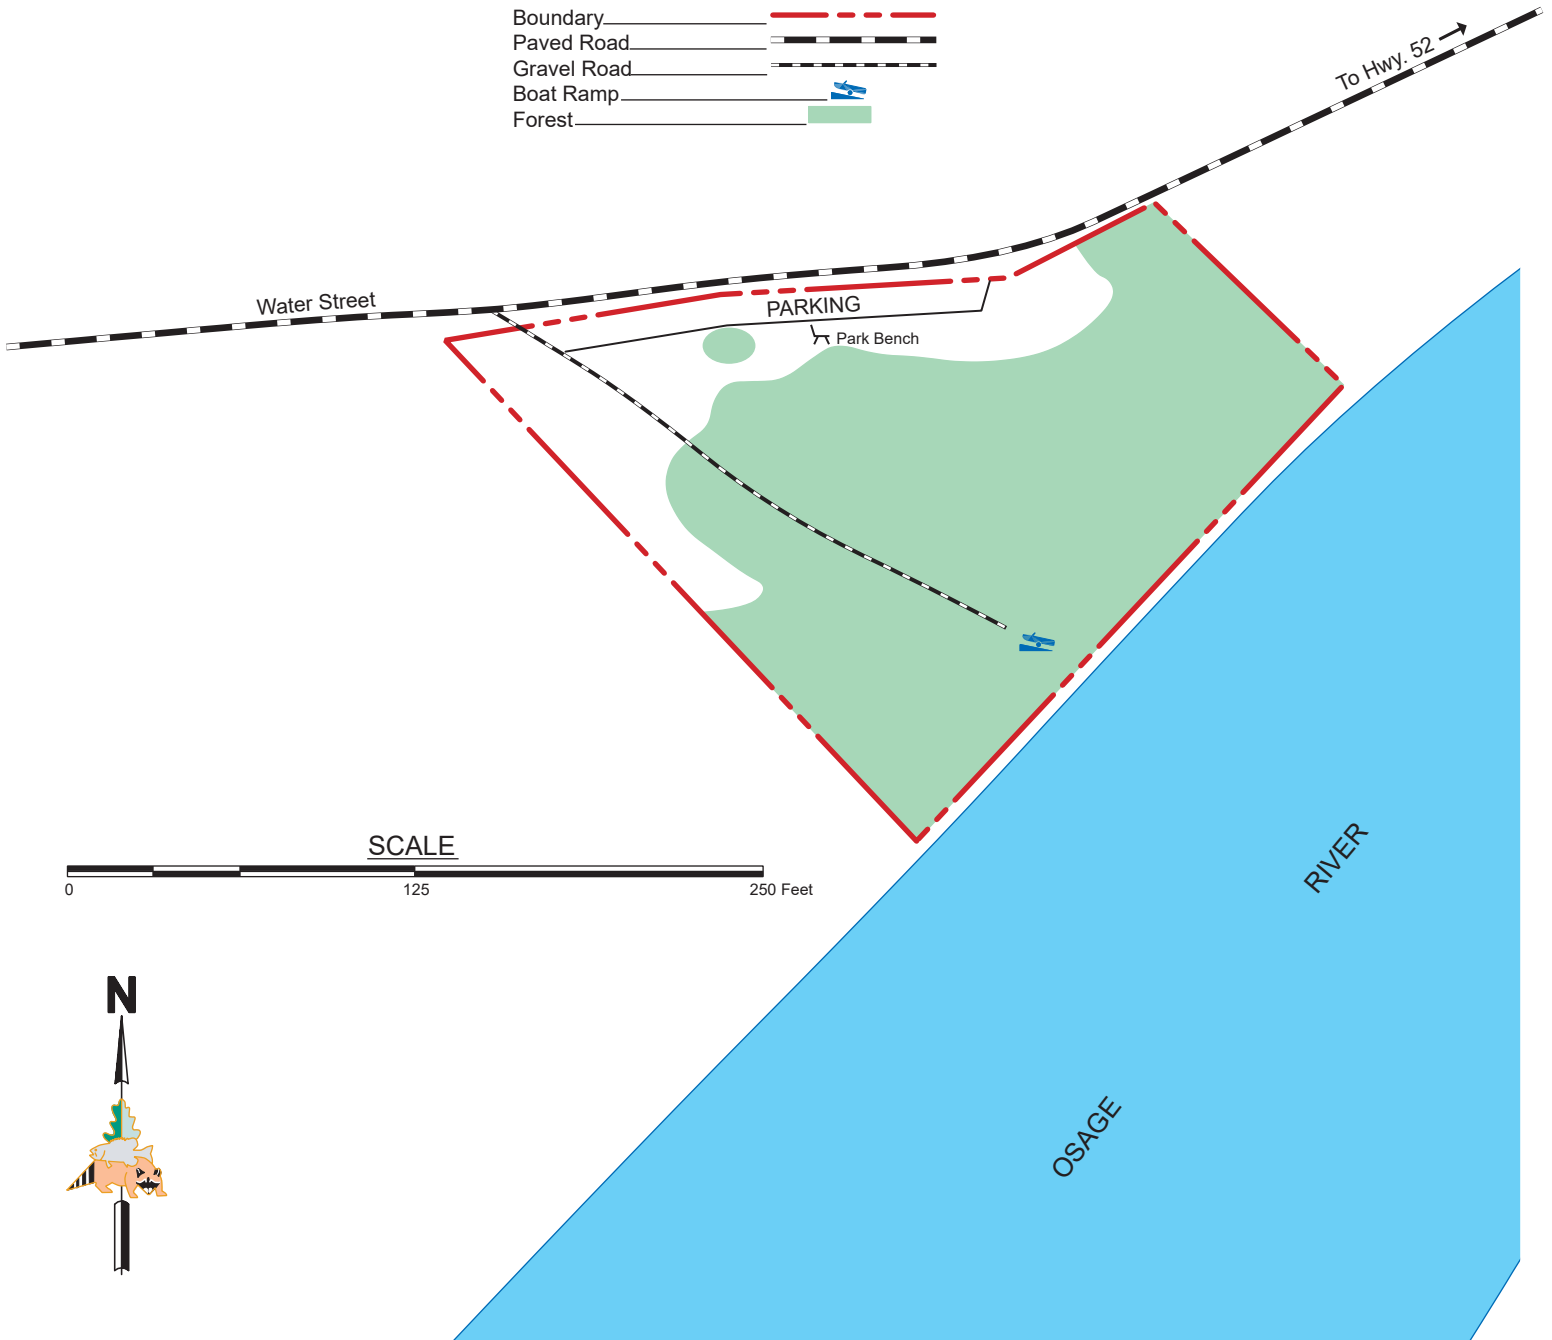 Boundary
Paved Road
Gravel Road
Boat Ramp
Forest
To Hwy. 52
Water Street
PARKING
Park Bench
SCALE
0 125 250 Feet
RIVER
N
OSAGE